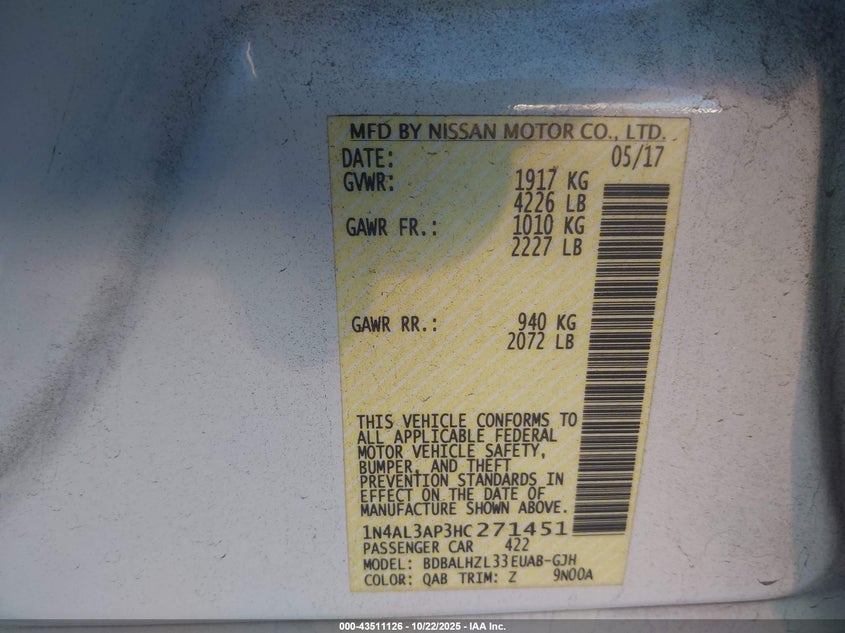 MFD BY NISSAN MOTOR CO., LTD.
DATE: 05/17
GVWR: 1917 KG
4226 LB
GAWR FR.: 1010 KG
2227 LB
GAWR RR.: 940 KG
2072 LB
THIS VEHICLE CONFORMS TO
ALL APPLICABLE FEDERAL
MOTOR VEHICLE SAFETY,
BUMPER, AND THEFT
PREVENTION STANDARDS IN
EFFECT ON THE DATE OF
MANUFACTURE SHOWN ABOVE.
1N4AL3AP3HC271451
PASSENGER CAR 422
MODEL: BDBALHZL33EUAB-GJH
COLOR: QAB TRIM: Z 9N00A
000-43511126 - 10/22/2025 - IAA Inc.